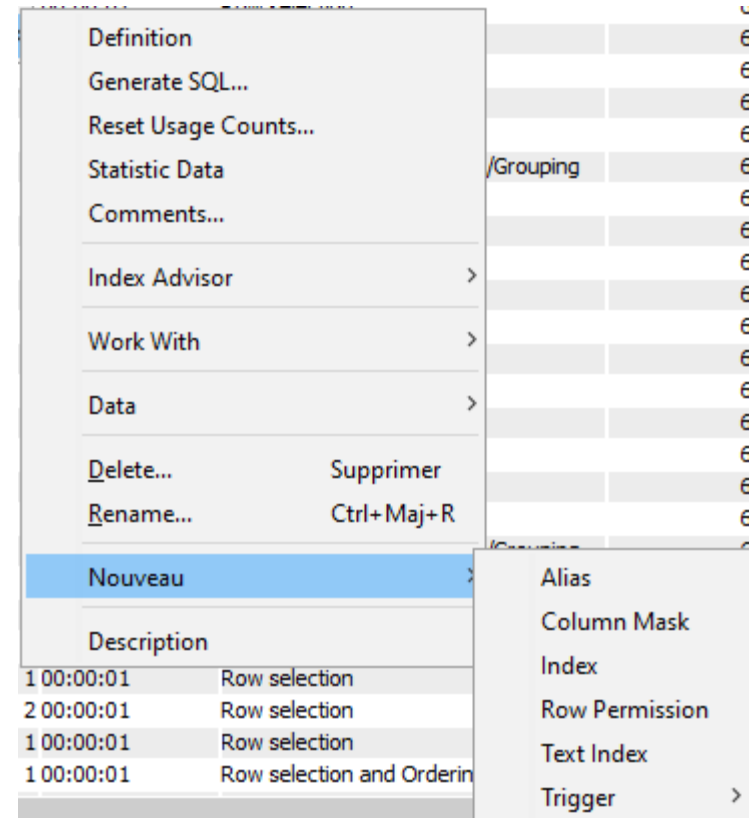 Definition
Generate SQL...
Reset Usage Counts...
Statistic Data
/Grouping
Comments...
Index Advisor >
Work With >
Data >
Delete... Supprimer
Rename... Ctrl+Maj+R
Nouveau >
Alias
Description
Column Mask
1 00:00:01 Row selection
Index
2 00:00:01 Row selection
Row Permission
1 00:00:01 Row selection
Text Index
1 00:00:01 Row selection and Orderin
Trigger >